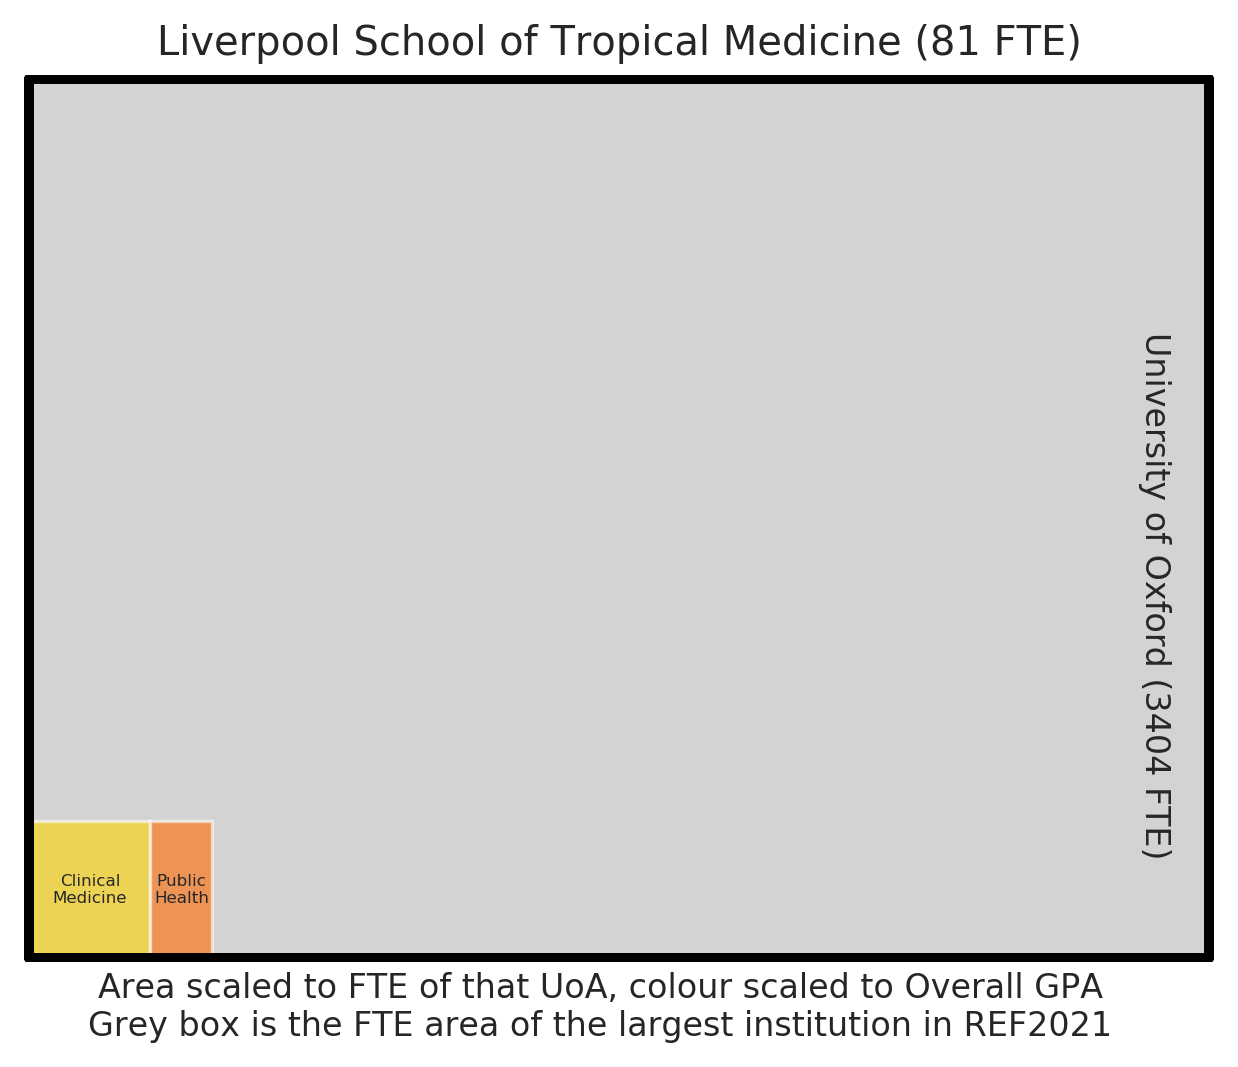 Liverpool School of Tropical Medicine (81 FTE)
University of Oxford (3404 FTE)
Clinical
Medicine
Public
Health
Area scaled to FTE of that UoA, colour scaled to Overall GPA
Grey box is the FTE area of the largest institution in REF2021